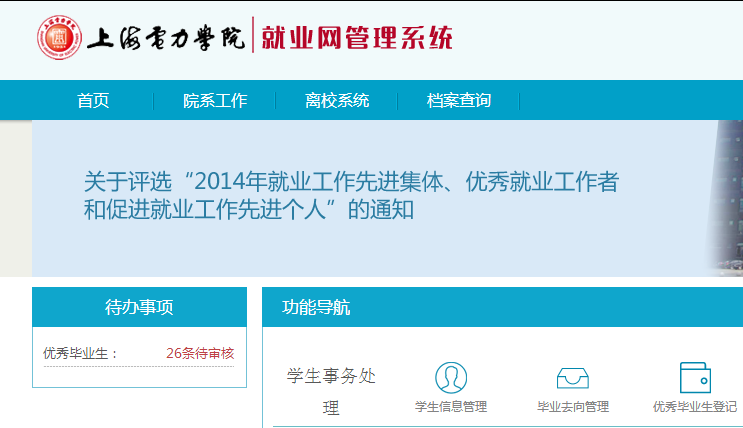 上海電力學院 就业网管理系统
首页 院系工作 离校系统 档案查询
关于评选“2014年就业工作先进集体、优秀就业工作者
和促进就业工作先进个人”的通知
待办事项 功能导航
优秀毕业生： 26条待审核
学生事务处
理
学生信息管理 毕业去向管理 优秀毕业生登记